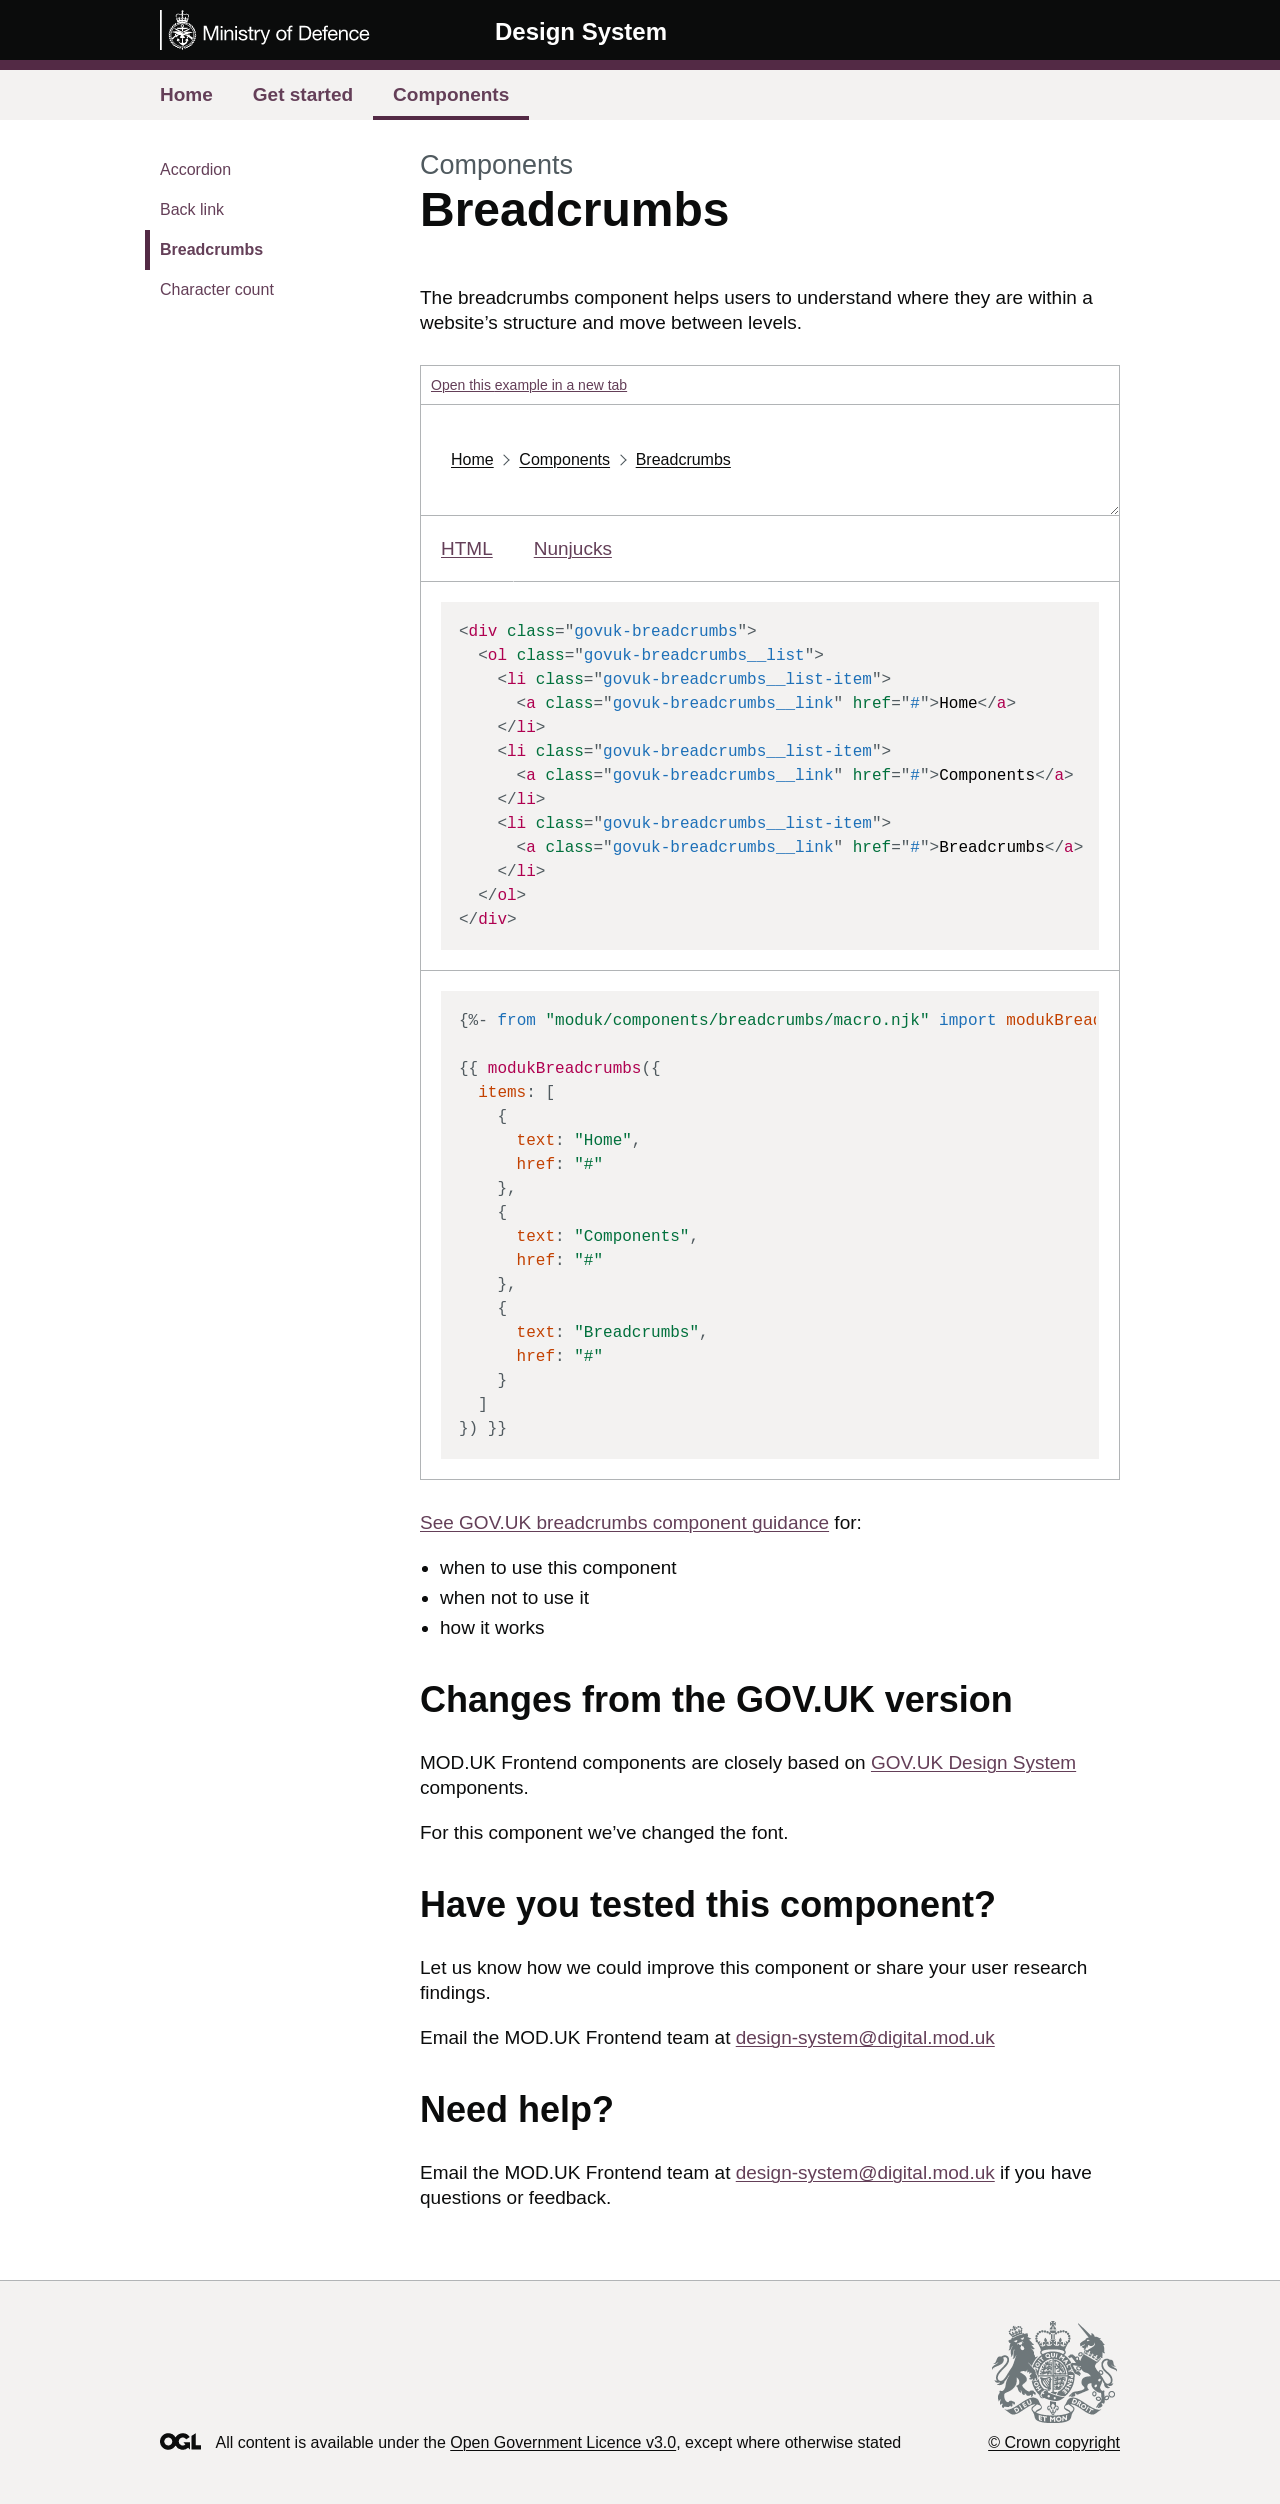 Ministry of Defence
Design System
Home Get started Components
Accordion
Back link
Breadcrumbs
Character count
Components
Breadcrumbs
The breadcrumbs component helps users to understand where they are within a
website’s structure and move between levels.
Open this example in a new tab
Home Components Breadcrumbs
HTML Nunjucks
<div class="govuk-breadcrumbs">
  <ol class="govuk-breadcrumbs__list">
    <li class="govuk-breadcrumbs__list-item">
      <a class="govuk-breadcrumbs__link" href="#">Home</a>
    </li>
    <li class="govuk-breadcrumbs__list-item">
      <a class="govuk-breadcrumbs__link" href="#">Components</a>
    </li>
    <li class="govuk-breadcrumbs__list-item">
      <a class="govuk-breadcrumbs__link" href="#">Breadcrumbs</a>
    </li>
  </ol>
</div>
{%- from "moduk/components/breadcrumbs/macro.njk" import modukBread
{{ modukBreadcrumbs({
  items: [
    {
      text: "Home",
      href: "#"
    },
    {
      text: "Components",
      href: "#"
    },
    {
      text: "Breadcrumbs",
      href: "#"
    }
  ]
}) }}
See GOV.UK breadcrumbs component guidance for:
• when to use this component
• when not to use it
• how it works
Changes from the GOV.UK version
MOD.UK Frontend components are closely based on GOV.UK Design System
components.
For this component we’ve changed the font.
Have you tested this component?
Let us know how we could improve this component or share your user research
findings.
Email the MOD.UK Frontend team at design-system@digital.mod.uk
Need help?
Email the MOD.UK Frontend team at design-system@digital.mod.uk if you have
questions or feedback.
OGL All content is available under the Open Government Licence v3.0, except where otherwise stated
© Crown copyright